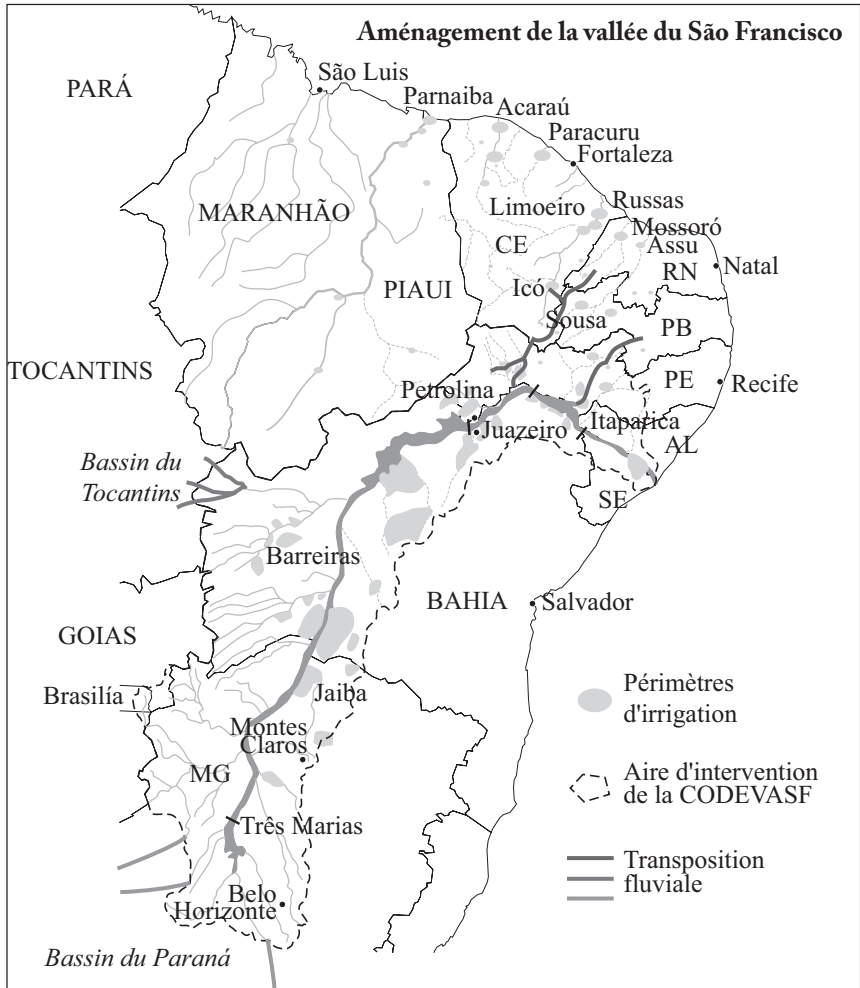 Aménagement de la vallée du São Francisco
São Luis
PARÁ
Parnaiba
Acaraú
Paracuru
Fortaleza
MARANHÃO
Limoeiro
Russas
Mossoró
CE
Assu
RN
Natal
PIAUI
Icó
Sousa
PB
TOCANTINS
Petrolina
PE
Recife
Itaparica
Juazeiro
AL
Bassin du
Tocantins
SE
Barreiras
BAHIA
Salvador
GOIAS
Brasilía
Jaiba
Périmètres
d'irrigation
Montes
Claros
MG
Aire d'intervention
de la CODEVASF
Três Marias
Transposition
fluviale
Belo
Horizonte
Bassin du Paraná